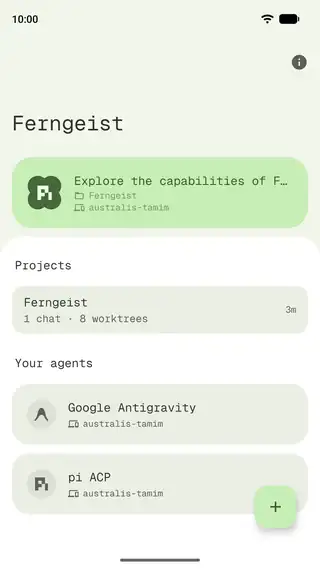 10:00
Ferngeist
Explore the capabilities of F…
Ferngeist
australis-tamim
Projects
Ferngeist
1 chat · 8 worktrees
3m
Your agents
Google Antigravity
australis-tamim
pi ACP
australis-tamim